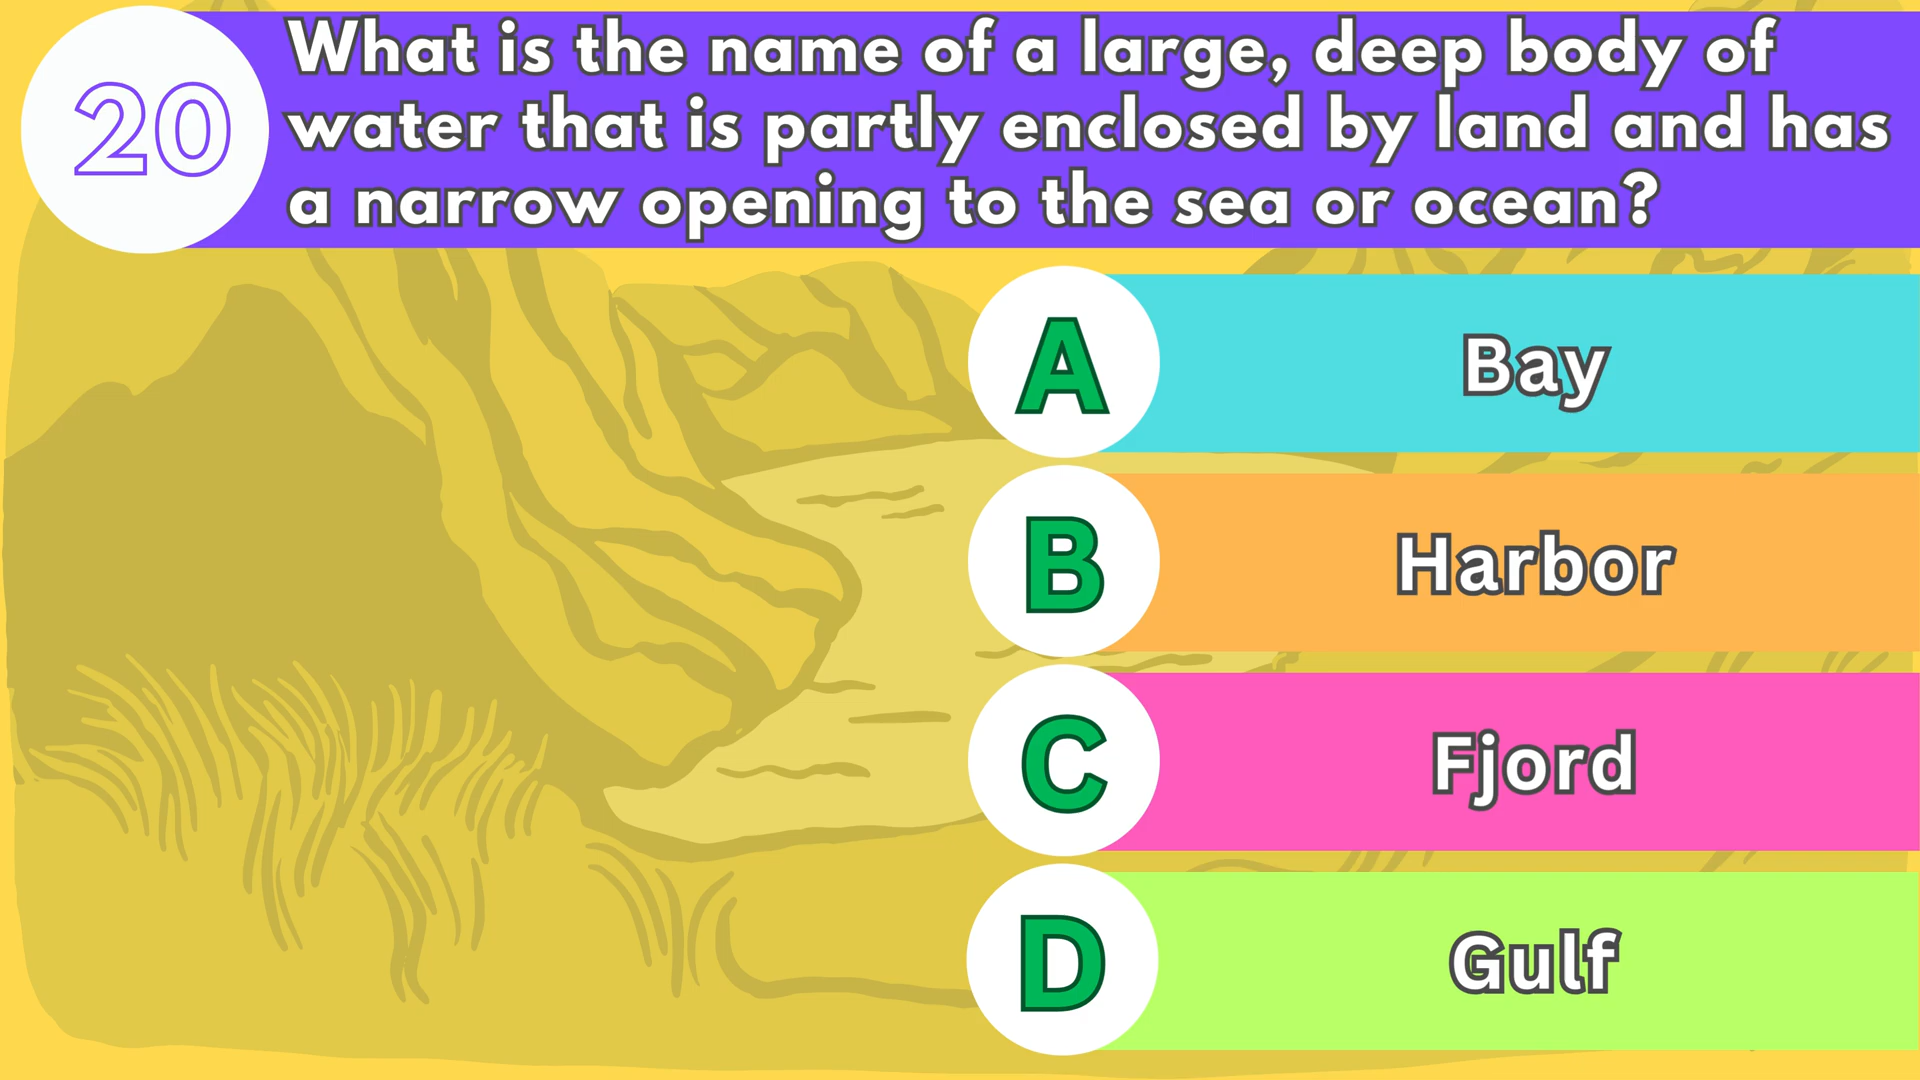 20
What is the name of a large, deep body of
water that is partly enclosed by land and has
a narrow opening to the sea or ocean?
A
Bay
B
Harbor
C
Fjord
D
Gulf